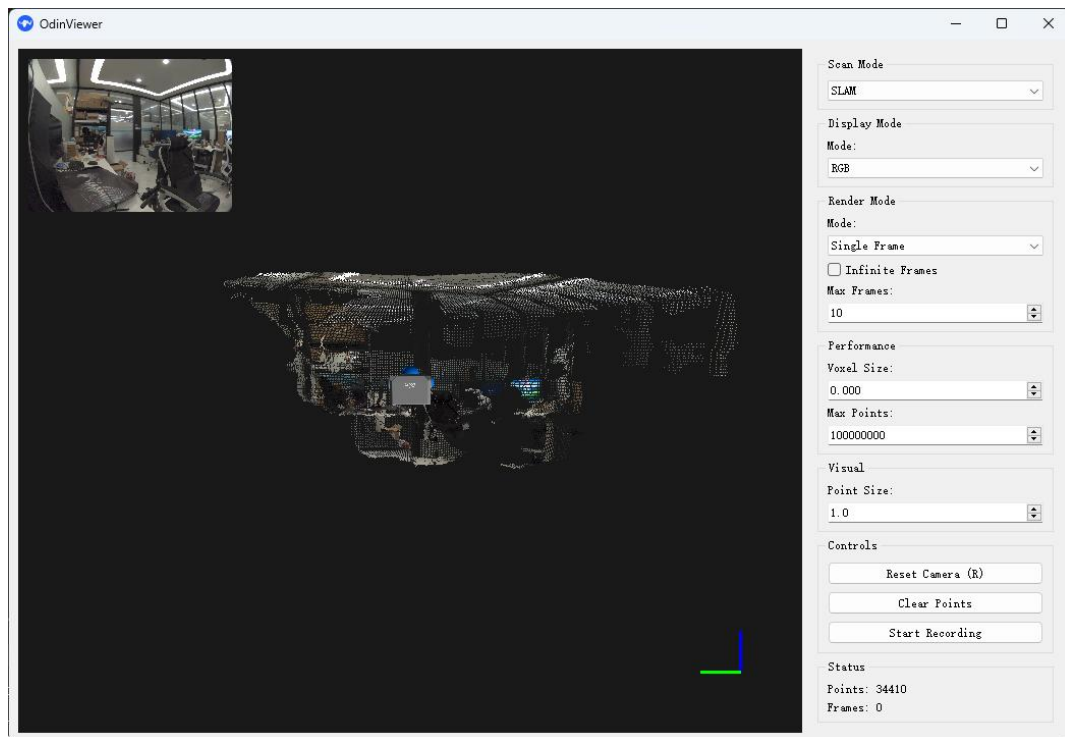 OdinViewer
Scan Mode
SLAM
Display Mode
Mode:
RGB
Render Mode
Mode:
Single Frame
Infinite Frames
Max Frames:
10
Performance
Voxel Size:
0.000
Max Points:
100000000
Visual
Point Size:
1.0
Controls
Reset Camera (R)
Clear Points
Start Recording
Status
Points: 34410
Frames: 0